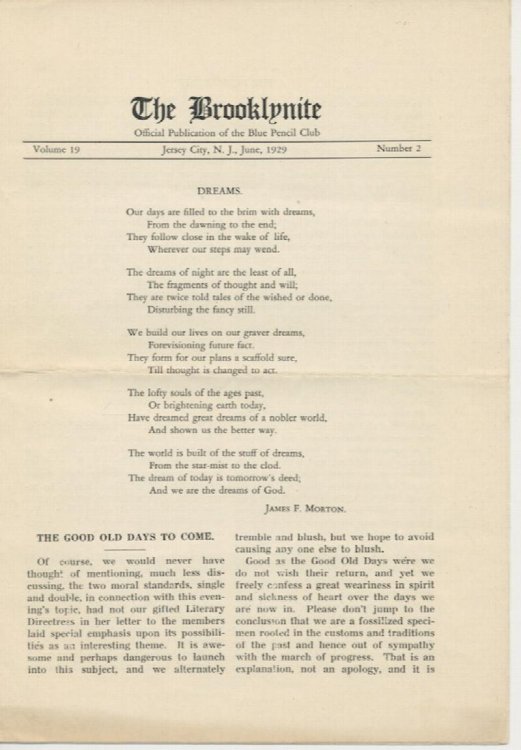 The Brooklynite
Official Publication of the Blue Pencil Club
Volume 19 Jersey City, N. J., June, 1929 Number 2
DREAMS.
Our days are filled to the brim with dreams,
From the dawning to the end;
They follow close in the wake of life,
Wherever our steps may wend.
The dreams of night are the least of all,
The fragments of thought and will;
They are twice told tales of the wished or done,
Disturbing the fancy still.
We build our lives on our graver dreams,
Forevisioning future fact.
They form for our plans a scaffold sure,
Till thought is changed to act.
The lofty souls of the ages past,
Or brightening earth today,
Have dreamed great dreams of a nobler world,
And shown us the better way.
The world is built of the stuff of dreams,
From the star-mist to the clod.
The dream of today is tomorrow's deed;
And we are the dreams of God.
JAMES F. MORTON.
THE GOOD OLD DAYS TO COME.
Of course, we would never have
thought of mentioning, much less dis-
cussing, the two moral standards, single
and double, in connection with this even-
ing's topic, had not our gifted Literary
Directress in her letter to the members
laid special emphasis upon its possibili-
ties as an interesting theme. It is awe-
some and perhaps dangerous to launch
into this subject, and we alternately
tremble and blush, but we hope to avoid
causing any one else to blush.
Good as the Good Old Days were we
do not wish their return, and yet we
freely confess a great weariness in spirit
and sickness of heart over the days we
are now in. Please don't jump to the
conclusion that we are a fossilized speci-
men rooted in the customs and traditions
of the past and hence out of sympathy
with the march of progress. That is an
explanation, not an apology, and it is